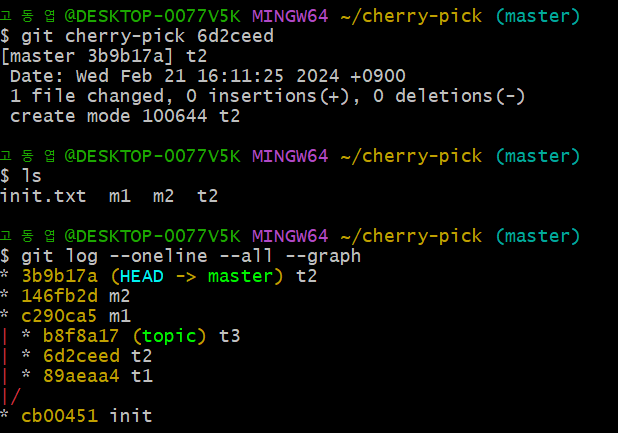 고 동 엽 @DESKTOP-0077V5K MINGW64 ~/cherry-pick (master)
$ git cherry-pick 6d2ceed
[master 3b9b17a] t2
 Date: Wed Feb 21 16:11:25 2024 +0900
 1 file changed, 0 insertions(+), 0 deletions(-)
 create mode 100644 t2

고 동 엽 @DESKTOP-0077V5K MINGW64 ~/cherry-pick (master)
$ ls
init.txt  m1  m2  t2

고 동 엽 @DESKTOP-0077V5K MINGW64 ~/cherry-pick (master)
$ git log --oneline --all --graph
* 3b9b17a (HEAD -> master) t2
* 146fb2d m2
* c290ca5 m1
| * b8f8a17 (topic) t3
| * 6d2ceed t2
| * 89aeaa4 t1
|/
* cb00451 init